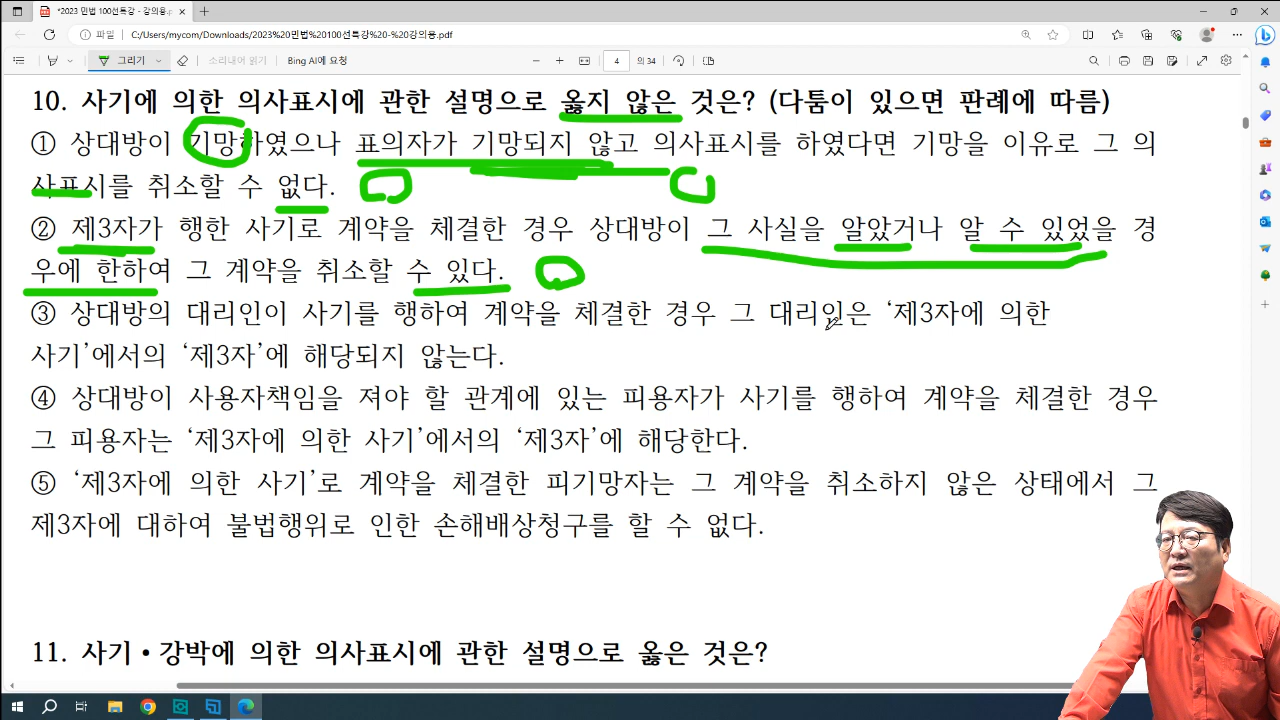 *2023 민법 100선특강 - 강의용.p
파일 C:/Users/mycom/Downloads/2023%20민법%20100선특강%20-%20강의용.pdf
그리기 소리내어 읽기 Bing AI에 요청 4 의 34
10. 사기에 의한 의사표시에 관한 설명으로 옳지 않은 것은? (다툼이 있으면 판례에 따름)
① 상대방이 기망하였으나 표의자가 기망되지 않고 의사표시를 하였다면 기망을 이유로 그 의
사표시를 취소할 수 없다.
② 제3자가 행한 사기로 계약을 체결한 경우 상대방이 그 사실을 알았거나 알 수 있었을 경
우에 한하여 그 계약을 취소할 수 있다.
③ 상대방의 대리인이 사기를 행하여 계약을 체결한 경우 그 대리인은 ‘제3자에 의한
사기’에서의 ‘제3자’에 해당되지 않는다.
④ 상대방이 사용자책임을 져야 할 관계에 있는 피용자가 사기를 행하여 계약을 체결한 경우
그 피용자는 ‘제3자에 의한 사기’에서의 ‘제3자’에 해당한다.
⑤ ‘제3자에 의한 사기’로 계약을 체결한 피기망자는 그 계약을 취소하지 않은 상태에서 그
제3자에 대하여 불법행위로 인한 손해배상청구를 할 수 없다.
11. 사기·강박에 의한 의사표시에 관한 설명으로 옳은 것은?